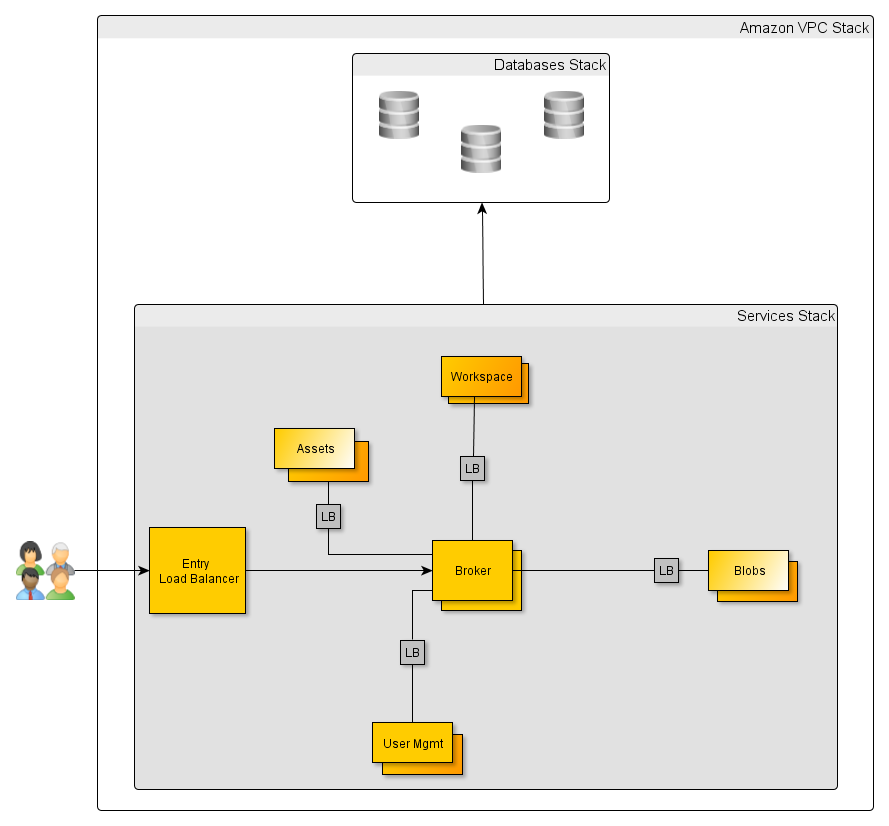 Amazon VPC Stack
Databases Stack
Services Stack
Workspace
Assets
LB
LB
Entry
Load Balancer
Broker
LB
Blobs
LB
User Mgmt